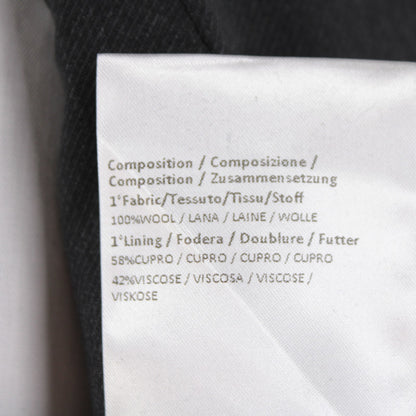 Composition / Composizione /
Composition / Zusammensetzung
1°Fabric/Tessuto/Tissu/Stoff
100%WOOL / LANA / LAINE / WOLLE
1°Lining / Fodera / Doublure / Futter
58%CUPRO / CUPRO / CUPRO / CUPRO
42%VISCOSE / VISCOSA / VISCOSE /
VISKOSE